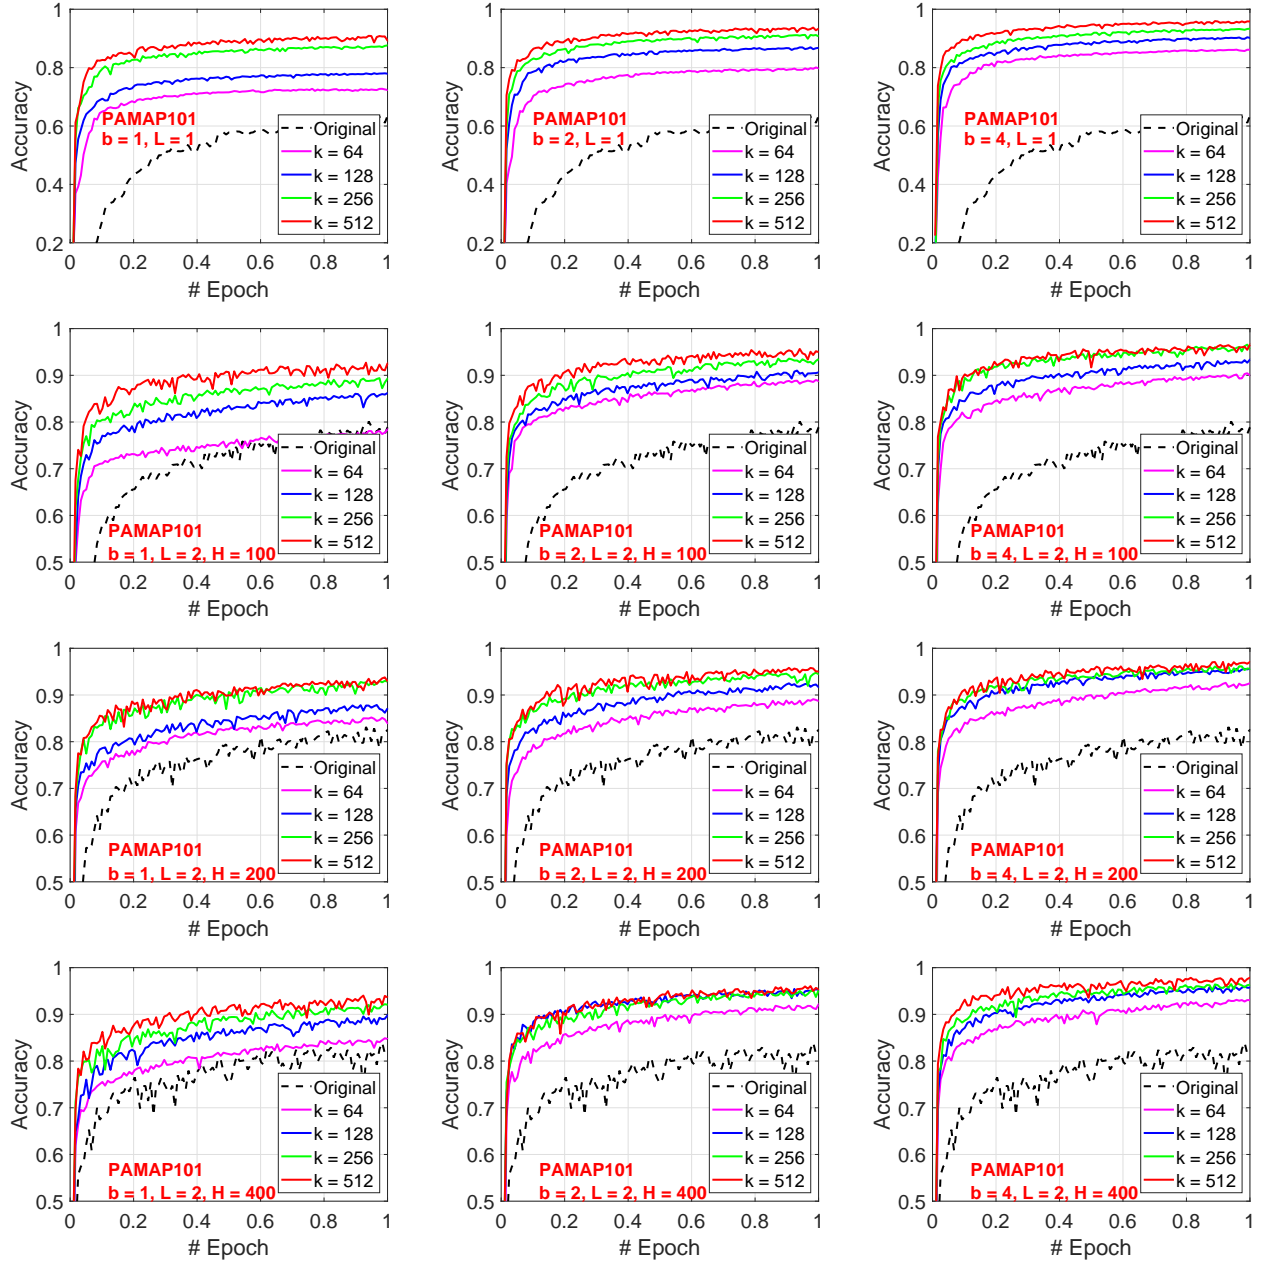 Accuracy
1
0.8
0.6
0.4
0.2
0
0.2
0.4
0.6
0.8
1
# Epoch
PAMAP101
b = 1, L = 1
Original
k = 64
k = 128
k = 256
k = 512
Accuracy
1
0.8
0.6
0.4
0.2
0
0.2
0.4
0.6
0.8
1
# Epoch
PAMAP101
b = 2, L = 1
Original
k = 64
k = 128
k = 256
k = 512
Accuracy
1
0.8
0.6
0.4
0.2
0
0.2
0.4
0.6
0.8
1
# Epoch
PAMAP101
b = 4, L = 1
Original
k = 64
k = 128
k = 256
k = 512
Accuracy
1
0.9
0.8
0.7
0.6
0.5
0
0.2
0.4
0.6
0.8
1
# Epoch
PAMAP101
b = 1, L = 2, H = 100
Original
k = 64
k = 128
k = 256
k = 512
Accuracy
1
0.9
0.8
0.7
0.6
0.5
0
0.2
0.4
0.6
0.8
1
# Epoch
PAMAP101
b = 2, L = 2, H = 100
Original
k = 64
k = 128
k = 256
k = 512
Accuracy
1
0.9
0.8
0.7
0.6
0.5
0
0.2
0.4
0.6
0.8
1
# Epoch
PAMAP101
b = 4, L = 2, H = 100
Original
k = 64
k = 128
k = 256
k = 512
Accuracy
1
0.9
0.8
0.7
0.6
0.5
0
0.2
0.4
0.6
0.8
1
# Epoch
PAMAP101
b = 1, L = 2, H = 200
Original
k = 64
k = 128
k = 256
k = 512
Accuracy
1
0.9
0.8
0.7
0.6
0.5
0
0.2
0.4
0.6
0.8
1
# Epoch
PAMAP101
b = 2, L = 2, H = 200
Original
k = 64
k = 128
k = 256
k = 512
Accuracy
1
0.9
0.8
0.7
0.6
0.5
0
0.2
0.4
0.6
0.8
1
# Epoch
PAMAP101
b = 4, L = 2, H = 200
Original
k = 64
k = 128
k = 256
k = 512
Accuracy
1
0.9
0.8
0.7
0.6
0.5
0
0.2
0.4
0.6
0.8
1
# Epoch
PAMAP101
b = 1, L = 2, H = 400
Original
k = 64
k = 128
k = 256
k = 512
Accuracy
1
0.9
0.8
0.7
0.6
0.5
0
0.2
0.4
0.6
0.8
1
# Epoch
PAMAP101
b = 2, L = 2, H = 400
Original
k = 64
k = 128
k = 256
k = 512
Accuracy
1
0.9
0.8
0.7
0.6
0.5
0
0.2
0.4
0.6
0.8
1
# Epoch
PAMAP101
b = 4, L = 2, H = 400
Original
k = 64
k = 128
k = 256
k = 512